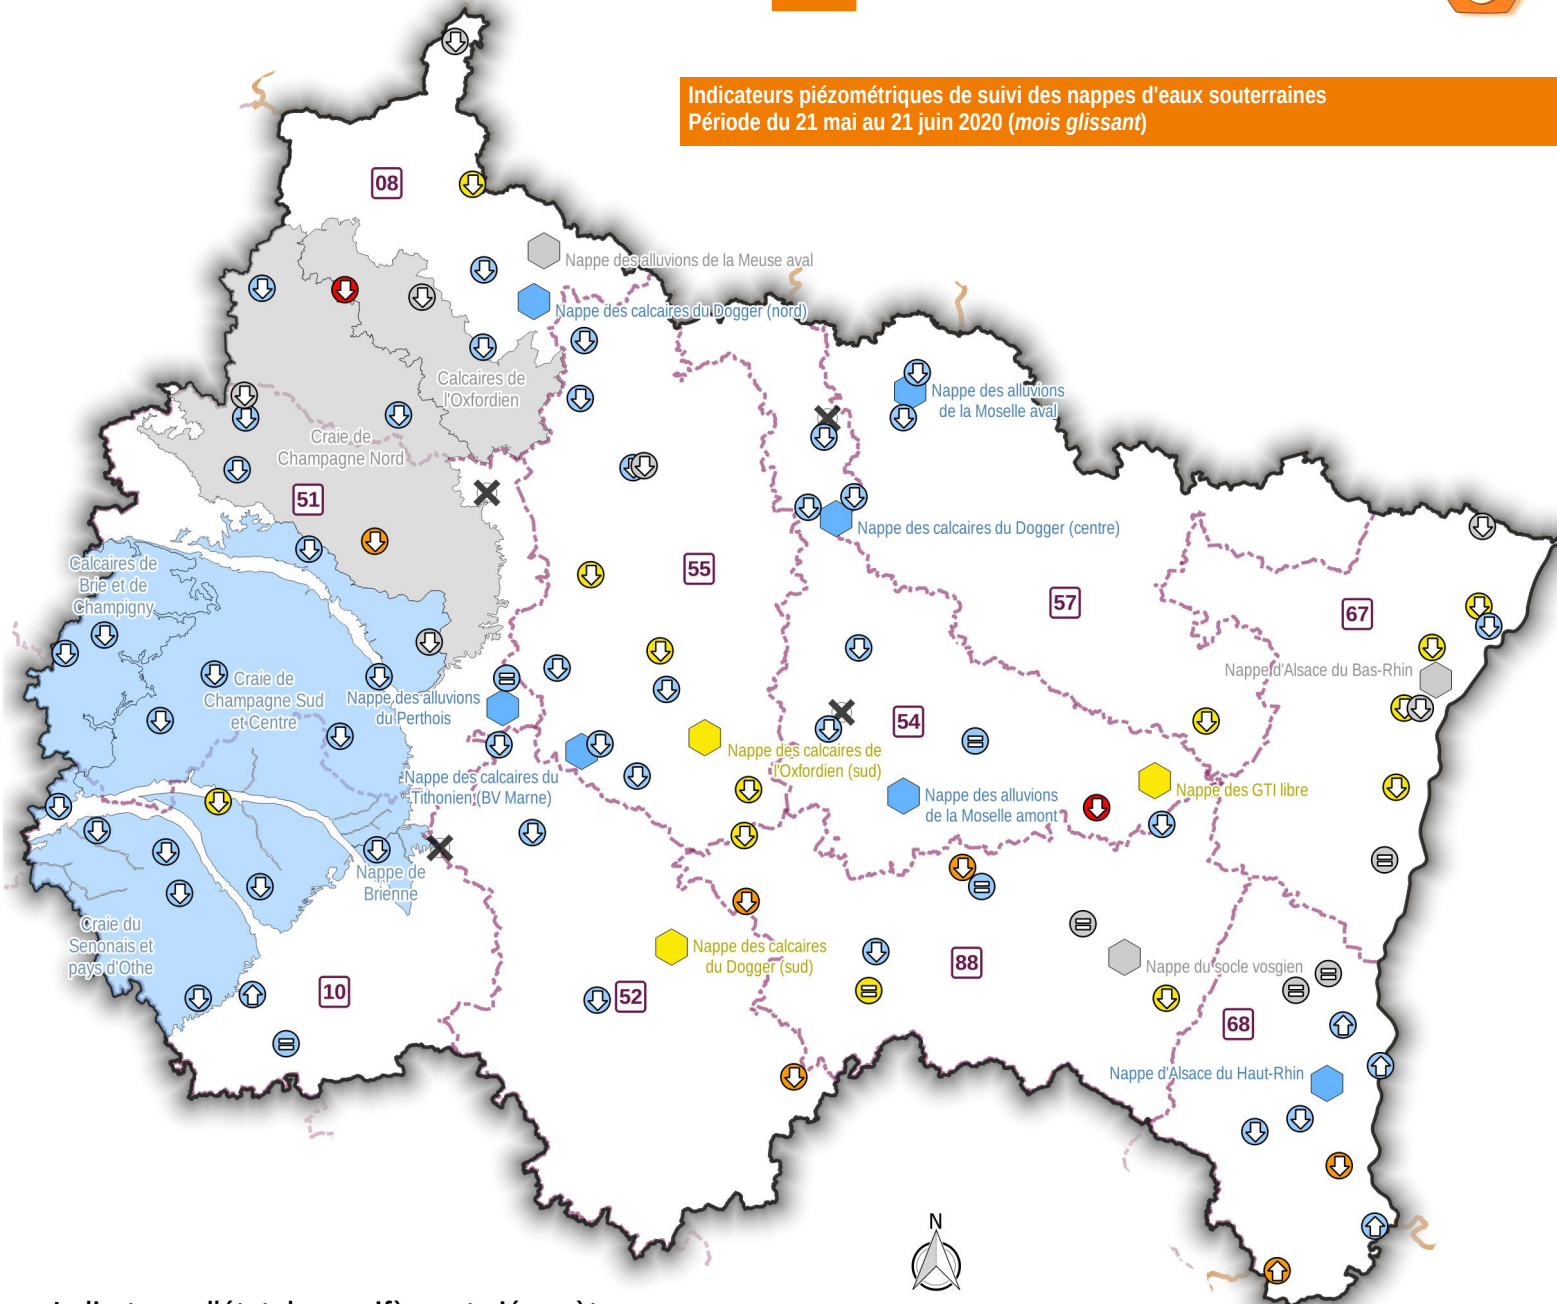 Indicateurs piézométriques de suivi des nappes d'eaux souterraines
Période du 21 mai au 21 juin 2020 (mois glissant)
08
Nappe des alluvions de la Meuse aval
Nappe des calcaires du Dogger (nord)
Calcaires de
l'Oxfordien
Nappe des alluvions
de la Moselle aval
Craie de
Champagne Nord
51
Nappe des calcaires du Dogger (centre)
Calcaires de
Brie et de
Champigny
55
57
67
Nappe d'Alsace du Bas-Rhin
Craie de
Champagne Sud
et Centre
Nappe des alluvions
du Perthois
54
Nappe des calcaires de
l'Oxfordien (sud)
Nappe des calcaires du
Tithonien (BV Marne)
Nappe des GTI libre
Nappe des alluvions
de la Moselle amont
Nappe de
Brienne
Craie du
Senonais et
pays d'Othe
Nappe des calcaires
du Dogger (sud)
88
Nappe du socle vosgien
10
52
68
Nappe d'Alsace du Haut-Rhin
N